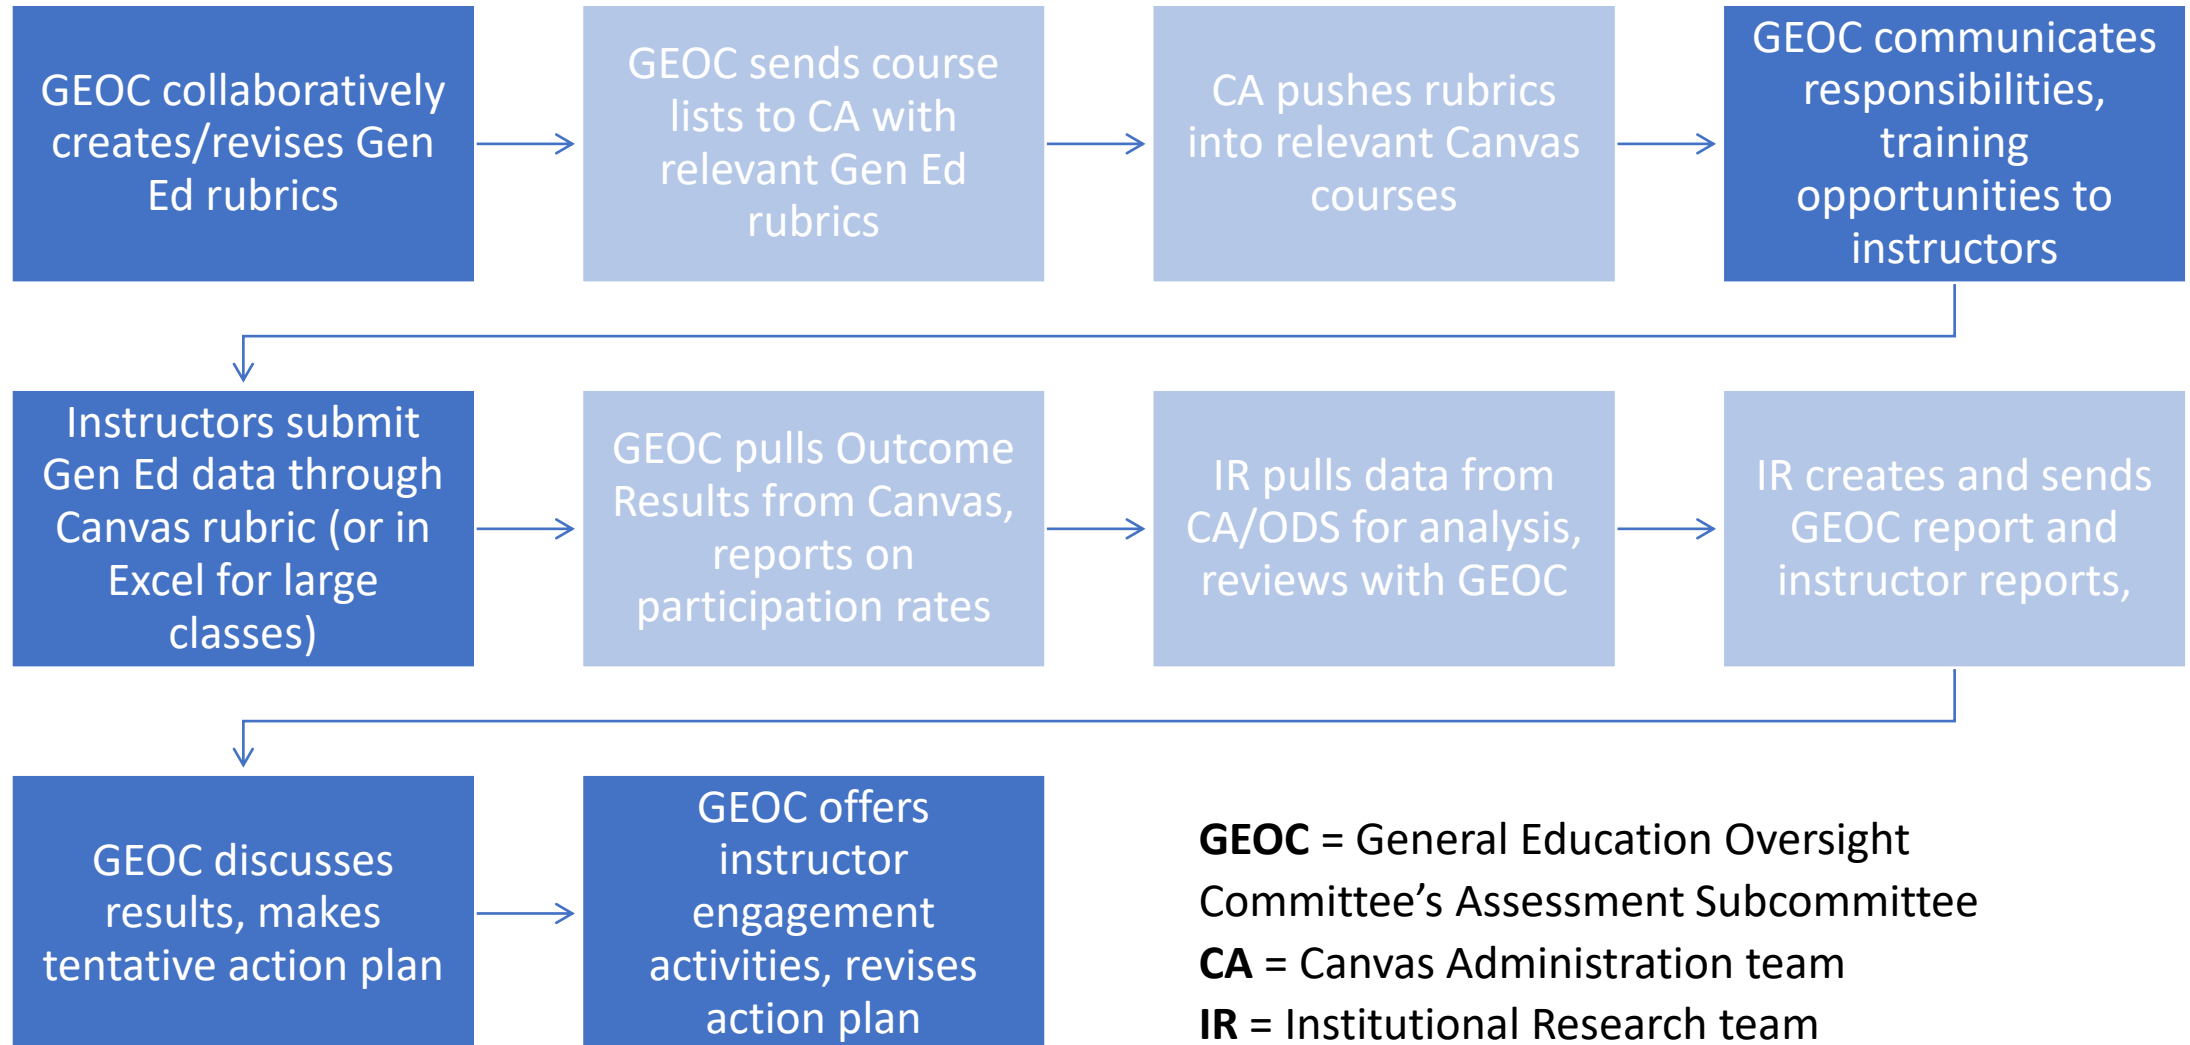 GEOC collaboratively
creates/revises Gen
Ed rubrics
GEOC sends course
lists to CA with
relevant Gen Ed
rubrics
CA pushes rubrics
into relevant Canvas
courses
GEOC communicates
responsibilities,
training
opportunities to
instructors
Instructors submit
Gen Ed data through
Canvas rubric (or in
Excel for large
classes)
GEOC pulls Outcome
Results from Canvas,
reports on
participation rates
IR pulls data from
CA/ODS for analysis,
reviews with GEOC
IR creates and sends
GEOC report and
instructor reports,
GEOC discusses
results, makes
tentative action plan
GEOC offers
instructor
engagement
activities, revises
action plan
GEOC = General Education Oversight
Committee’s Assessment Subcommittee
CA = Canvas Administration team
IR = Institutional Research team